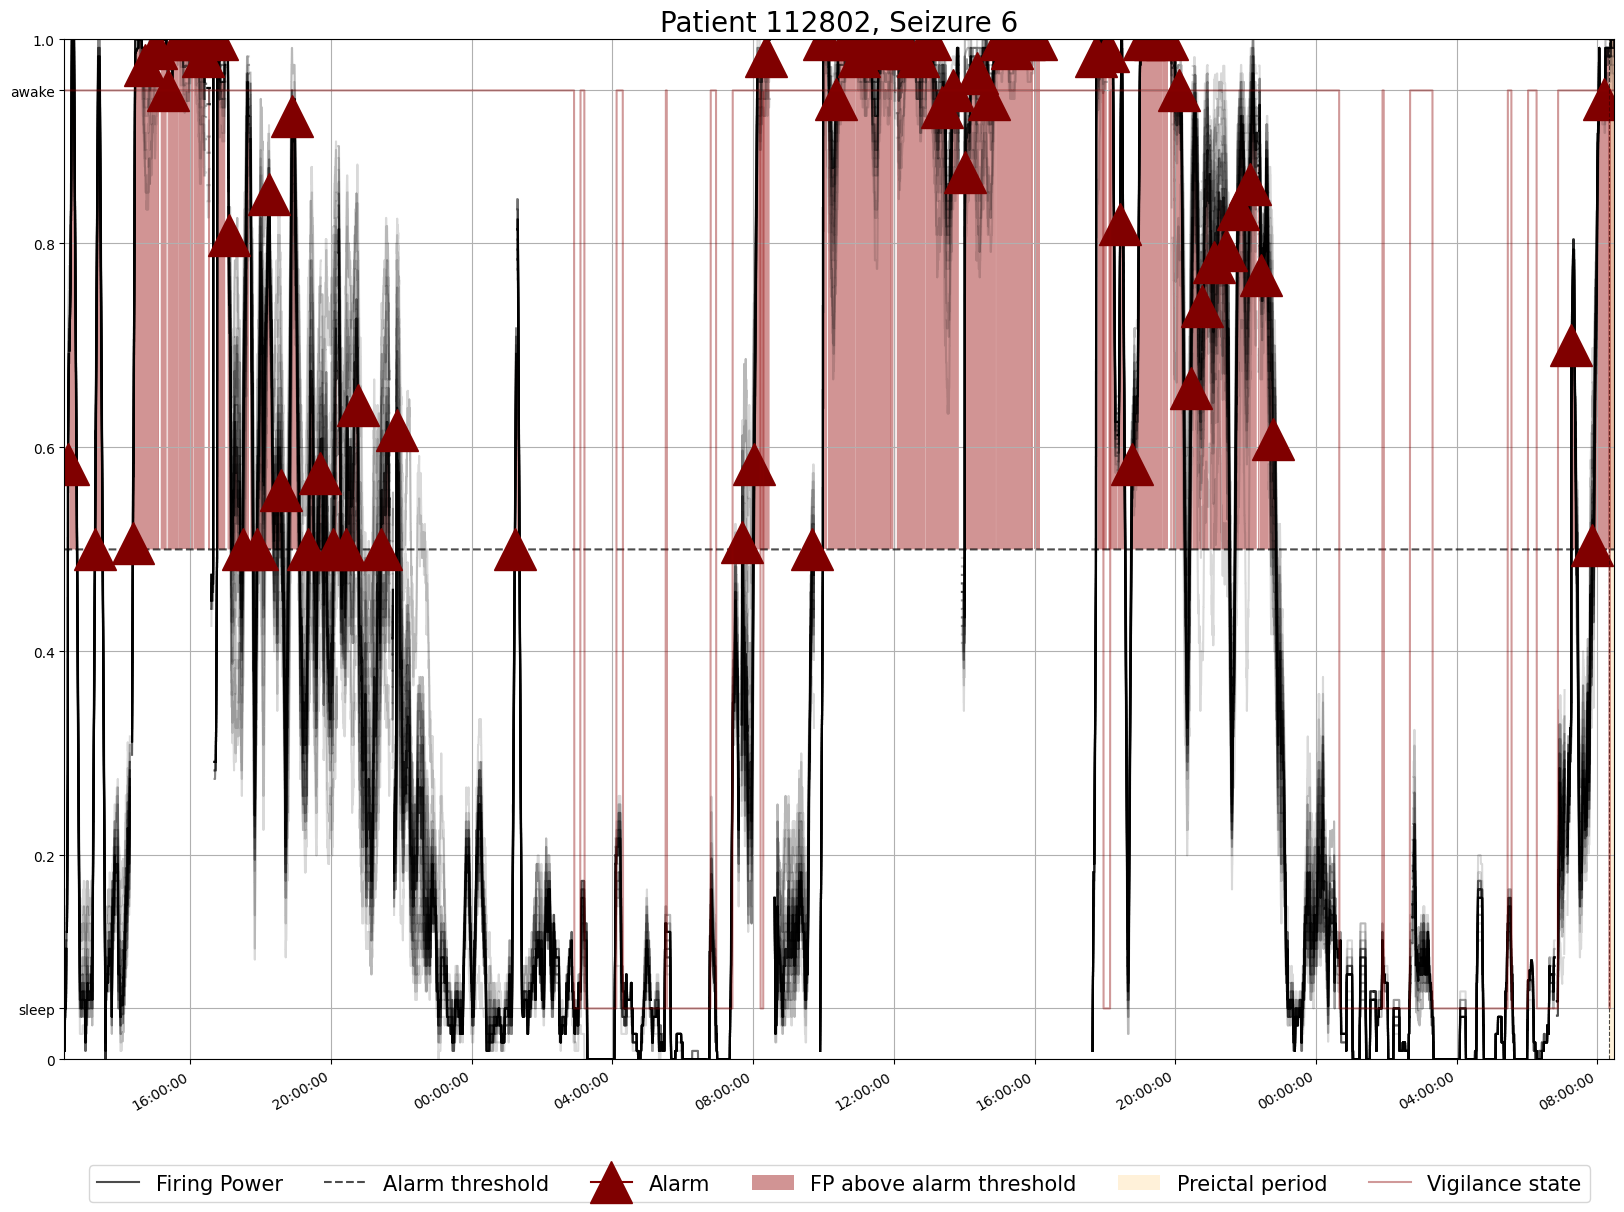 Patient 112802, Seizure 6
1.0
awake
0.8
0.6
0.4
0.2
sleep
0
16:00:00 20:00:00 00:00:00 04:00:00 08:00:00 12:00:00 16:00:00 20:00:00 00:00:00 04:00:00 08:00:00
Firing Power Alarm threshold Alarm FP above alarm threshold Preictal period Vigilance state